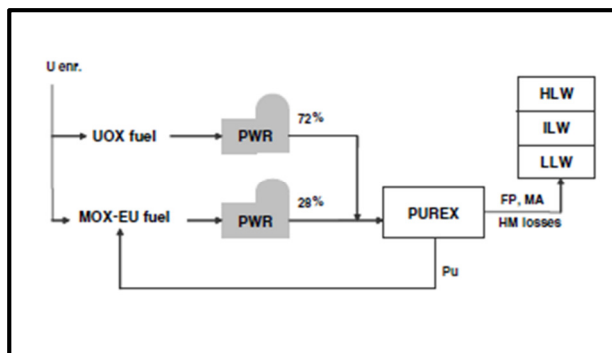 U enr.
HLW
ILW
LLW
UOX fuel
PWR
72%
MOX-EU fuel
PWR
28%
PUREX
FP, MA
HM losses
Pu